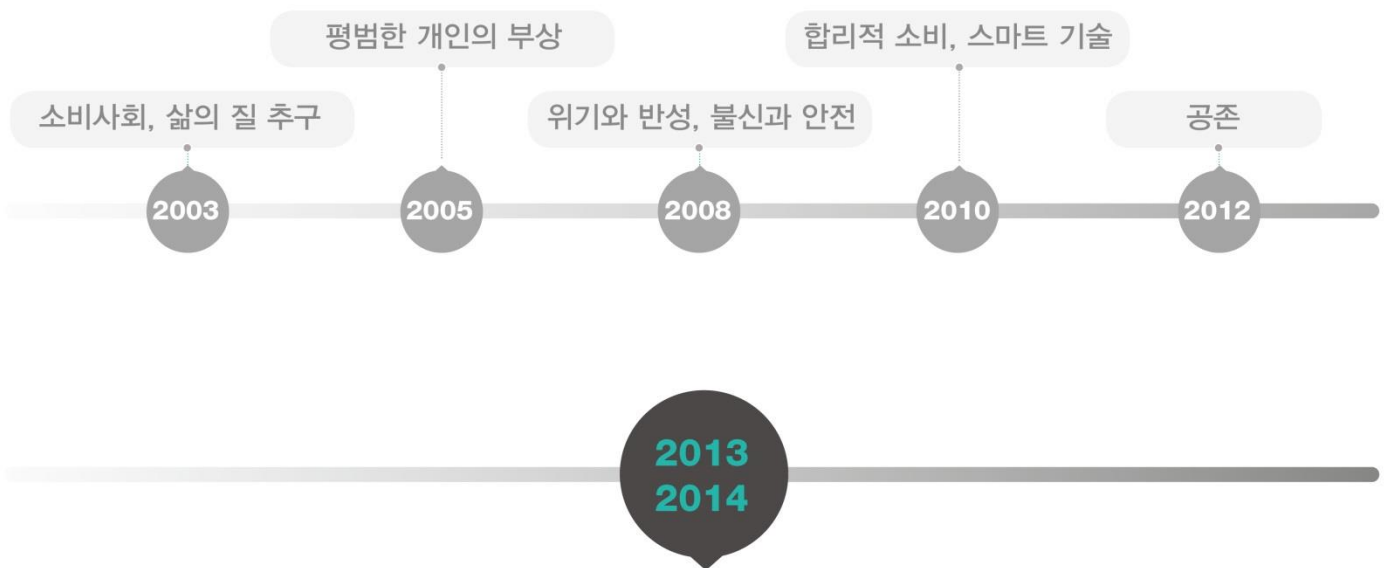 평범한 개인의 부상
합리적 소비, 스마트 기술
소비사회, 삶의 질 추구
위기와 반성, 불신과 안전
공존
2003
2005
2008
2010
2012
2013
2014